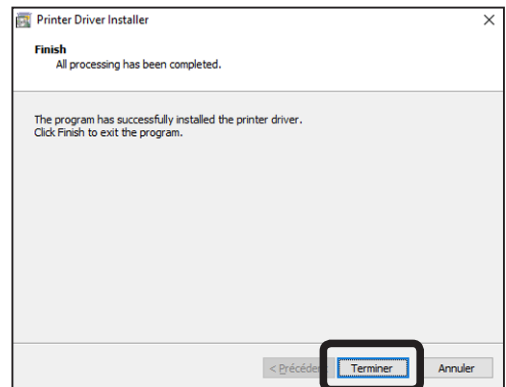 Printer Driver Installer
Finish
All processing has been completed.
The program has successfully installed the printer driver.
Click Finish to exit the program.
Terminer
Annuler